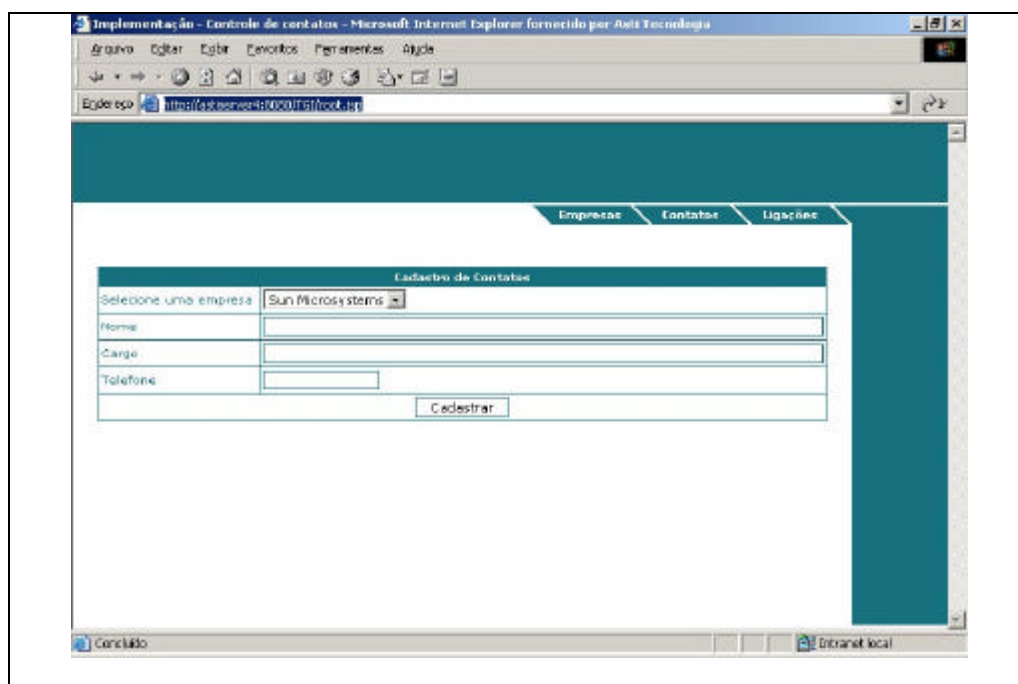 Implementação - Controle de contatos - Microsoft Internet Explorer fornecido por Asti Tecnologia
Arquivo Editar Exibir Favoritos Ferramentas Ajuda
Endereço
Empresas Contatos Ligações
Cadastro de Contatos
Selecione uma empresa Sun Microsystems
Nome
Cargo
Telefone
Cadastrar
Concluído Intranet local